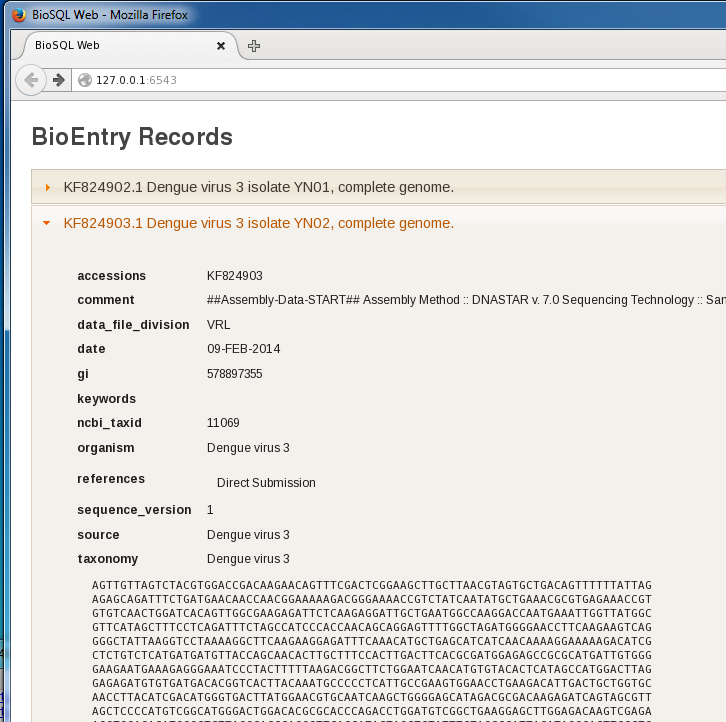 BioSQL Web - Mozilla Firefox
BioSQL Web
127.0.0.1:6543
BioEntry Records
KF824902.1 Dengue virus 3 isolate YN01, complete genome.
KF824903.1 Dengue virus 3 isolate YN02, complete genome.
accessions KF824903
comment ##Assembly-Data-START## Assembly Method :: DNASTAR v. 7.0 Sequencing Technology :: San
data_file_division VRL
date 09-FEB-2014
gi 578897355
keywords
ncbi_taxid 11069
organism Dengue virus 3
references Direct Submission
sequence_version 1
source Dengue virus 3
taxonomy Dengue virus 3
AGTTGTTAGTCTACGTGGACCGACAAGAACAGTTTCGACTCGGAAGCTTGCTTAACGTAGTGCTGACAGTTTTTTATTAG
AGAGCAGATTTCTGATGAACAACCAACGGAAAAAGACGGGAAAACCGTCTATCAATATGCTGAAACGCGTGAGAAACCGT
GTGTCAACTGGATCACAGTTGGCGAAGAGATTCTCAAGAGGATTGCTGAATGGCCAAGGACCAATGAAATTGGTTATGGC
GTTCATAGCTTTCCTCAGATTTCTAGCCATCCCACCAACAGCAGGAGTTTTGGCTAGATGGGGAACCTTCAAGAAGTCAG
GGGCTATTAAGGTCCTAAAAGGCTTCAAGAAGGAGATTTCAAACATGCTGAGCATCATCAACAAAAGGAAAAAGACATCG
CTCTGTCTCATGATGATGTTACCAGCAACACTTGCTTTCCACTTGACTTCACGCGATGGAGAGCCGCGCATGATTGTGGG
GAAGAATGAAAGAGGGAAATCCCTACTTTTTAAGACGGCTTCTGGAATCAACATGTGTACACTCATAGCCATGGACTTAG
GAGAGATGTGTGATGACACGGTCACTTACAAATGCCCCCTCATTGCCGAAGTGGAACCTGAAGACATTGACTGCTGGTGC
AACCTTACATCGACATGGGTGACTTATGGAACGTGCAATCAAGCTGGGGAGCATAGACGCGACAAGAGATCAGTAGCGTT
AGCTCCCCATGTCGGCATGGGACTGGACACGCGCACCCAGACCTGGATGTCGGCTGAAGGAGCTTGGAGACAAGTCGAGA